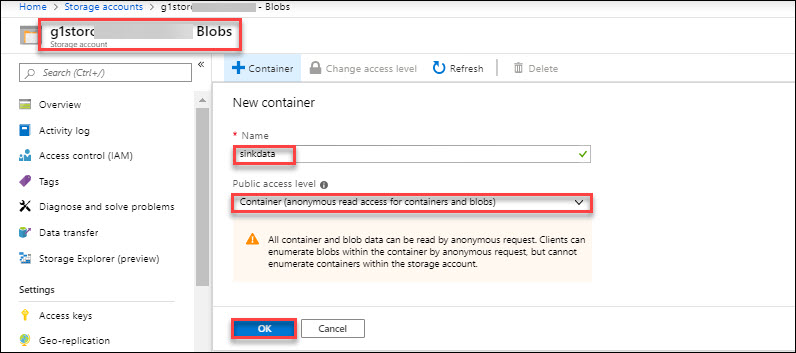 Home > Storage accounts > g1storc - Blobs
g1storc Blobs
Storage account
Search (Ctrl+/)
«
Overview
Activity log
Access control (IAM)
Tags
Diagnose and solve problems
Data transfer
Storage Explorer (preview)
Settings
Access keys
Geo-replication
Container
Change access level
Refresh
Delete
New container
* Name
sinkdata
Public access level
Container (anonymous read access for containers and blobs)
All container and blob data can be read by anonymous request. Clients can
enumerate blobs within the container by anonymous request, but cannot
enumerate containers within the storage account.
OK
Cancel